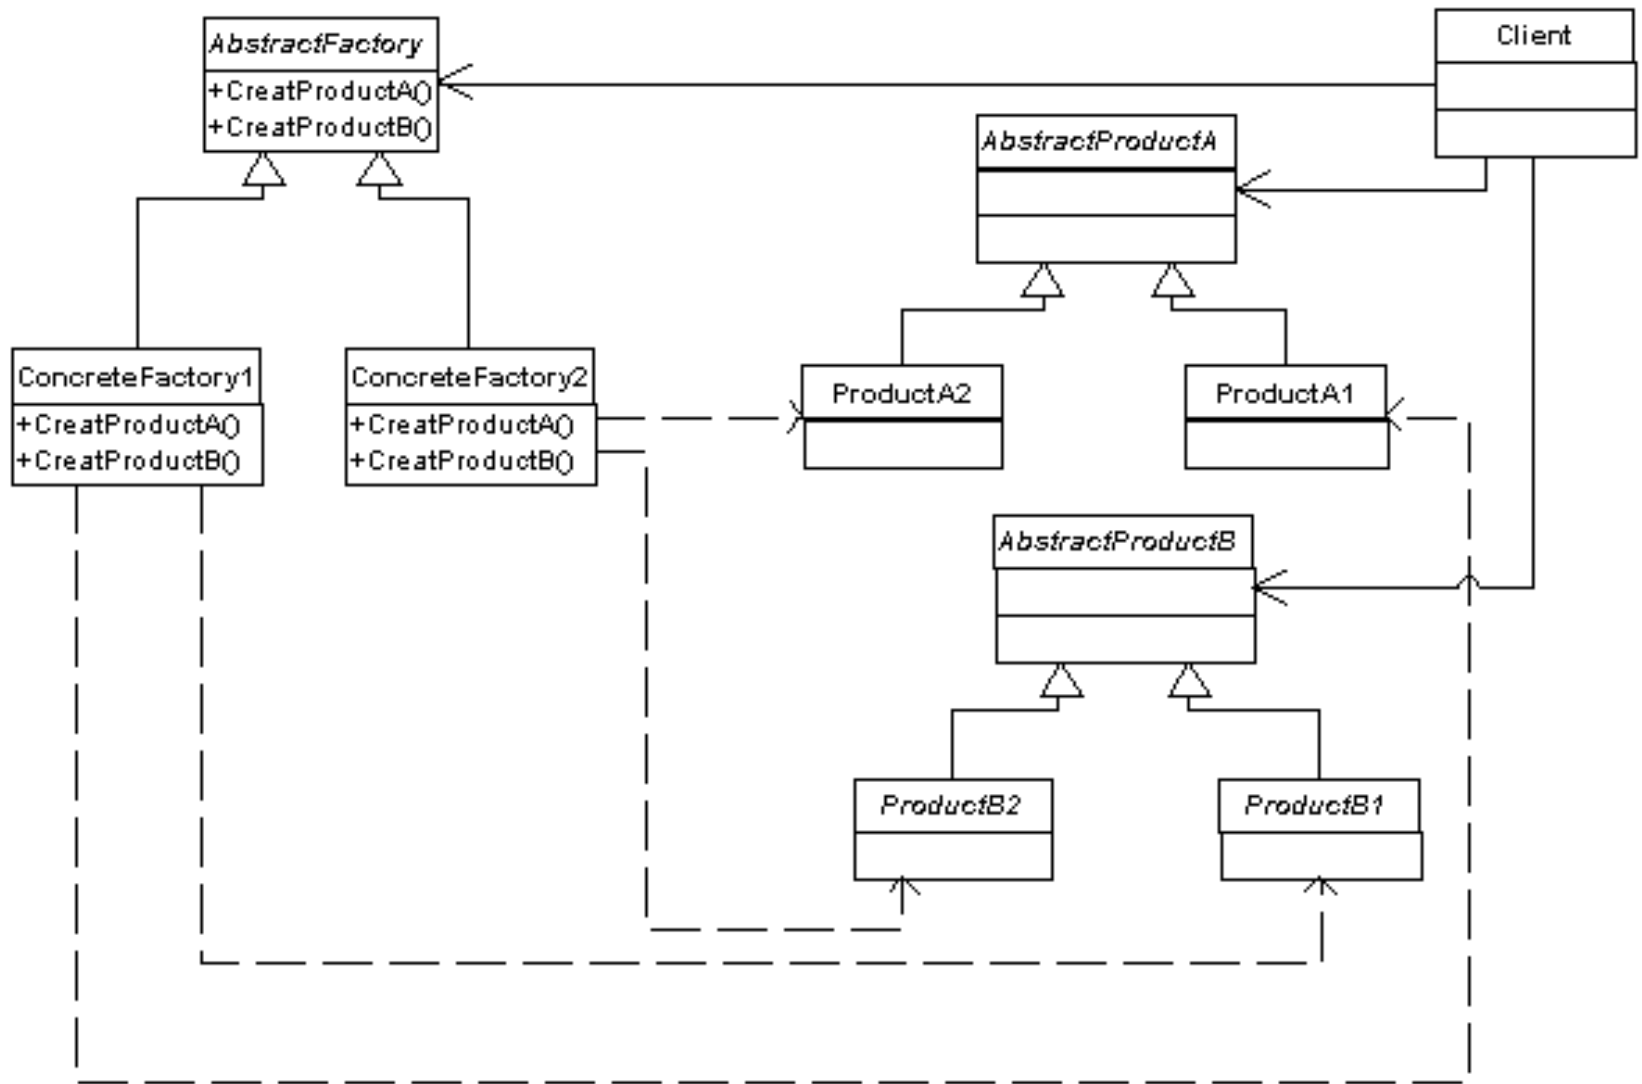 AbstractFactory
+CreatProductA()
+CreatProductB()
Client
AbstractProductA
ConcreteFactory1
+CreatProductA()
+CreatProductB()
ConcreteFactory2
+CreatProductA()
+CreatProductB()
ProductA2
ProductA1
AbstractProductB
ProductB2
ProductB1